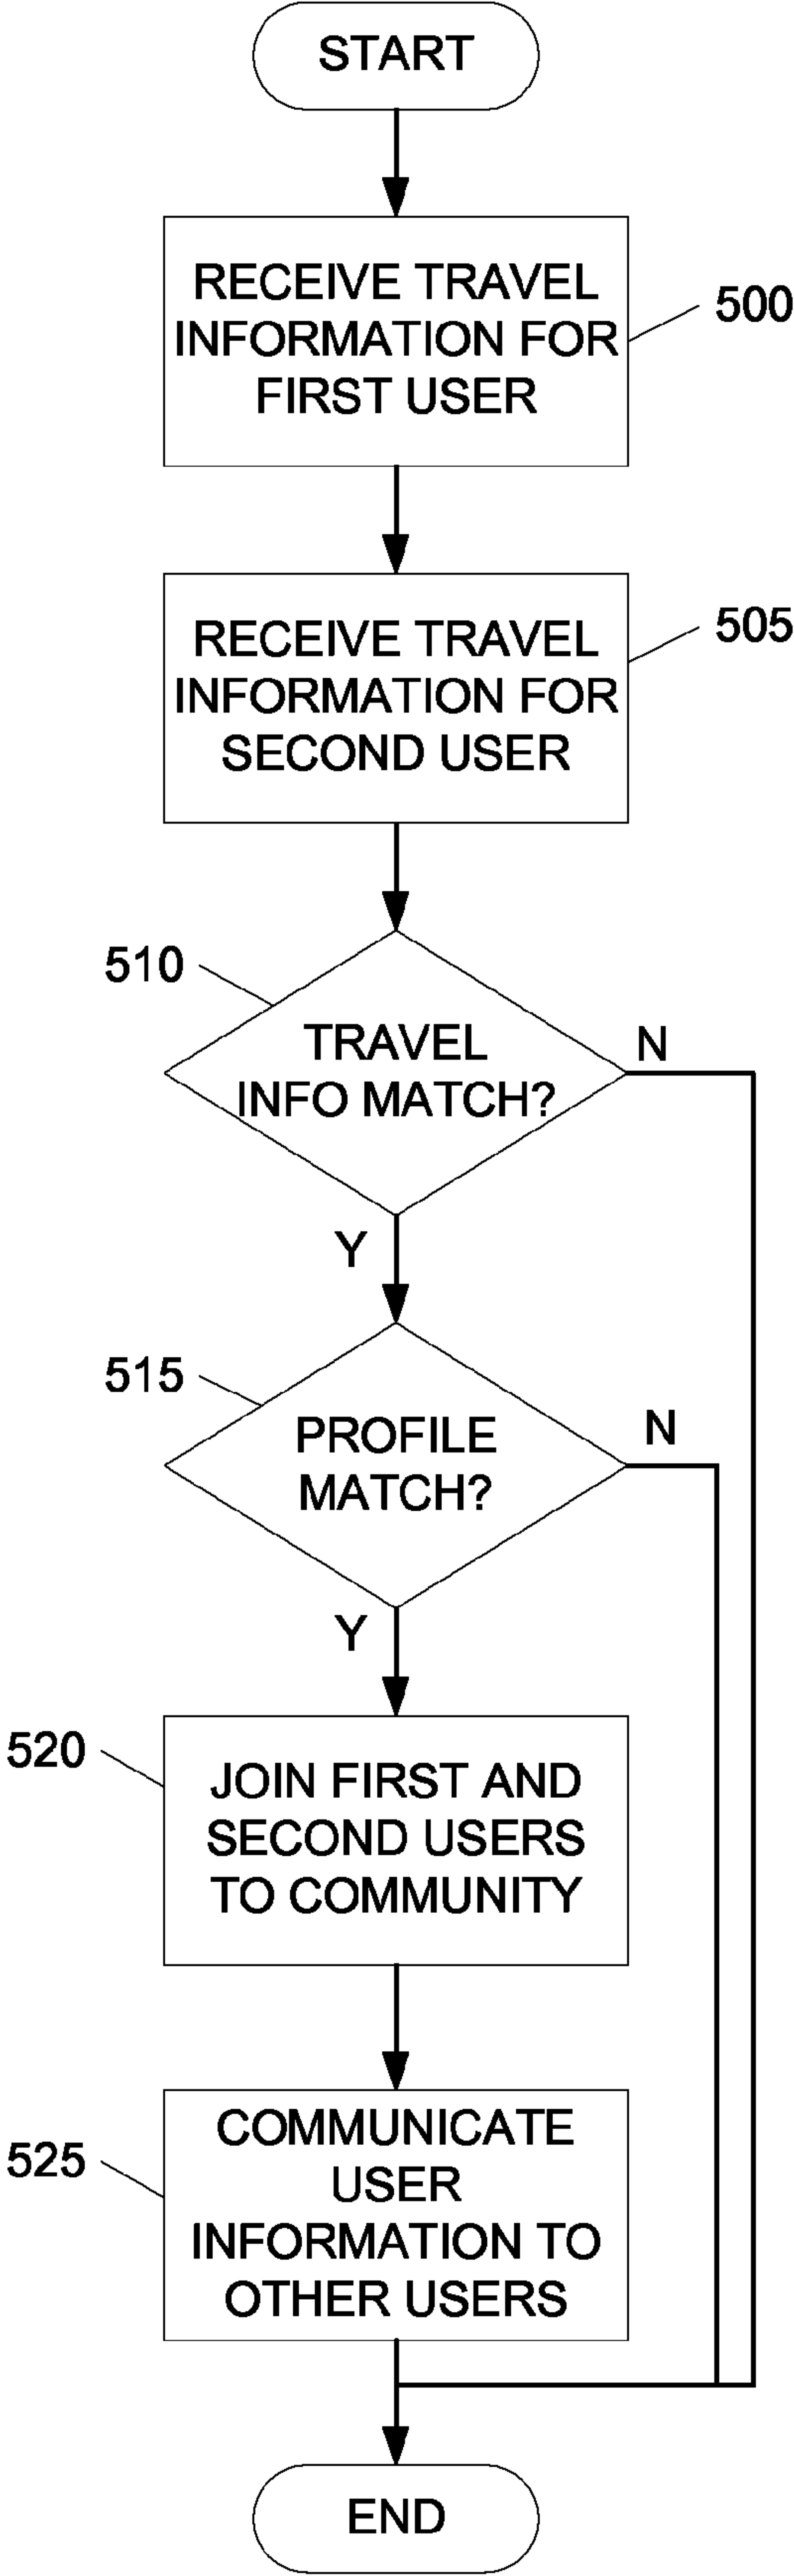 START
RECEIVE TRAVEL
INFORMATION FOR
FIRST USER
500
RECEIVE TRAVEL
INFORMATION FOR
SECOND USER
505
510
TRAVEL
INFO MATCH?
N
Y
515
PROFILE
MATCH?
N
Y
520
JOIN FIRST AND
SECOND USERS
TO COMMUNITY
525
COMMUNICATE
USER
INFORMATION TO
OTHER USERS
END